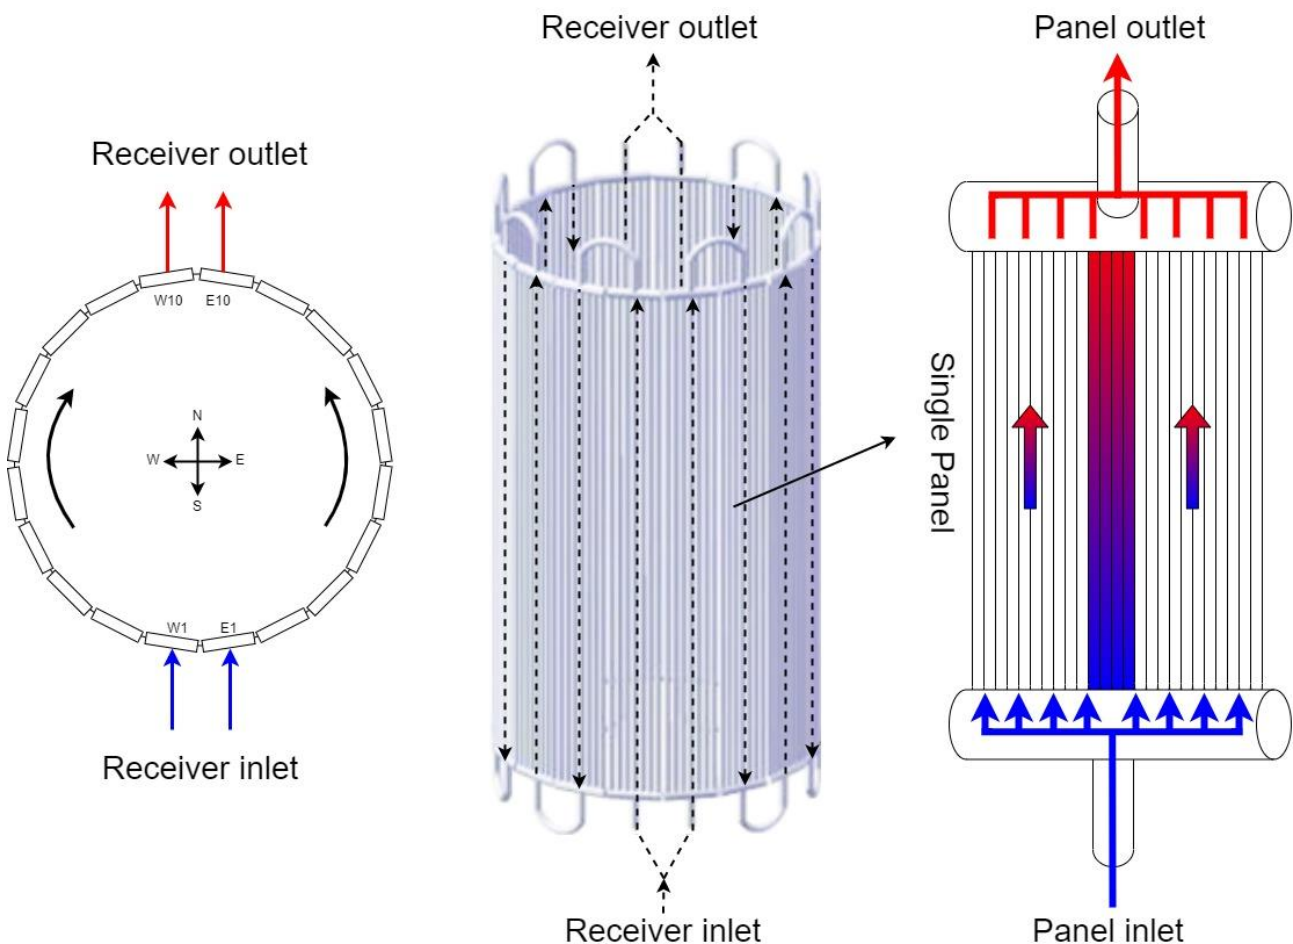 Receiver outlet
W10
E10
N
W
E
S
W1
E1
Receiver inlet
Receiver outlet
Receiver inlet
Panel outlet
Single Panel
Panel inlet